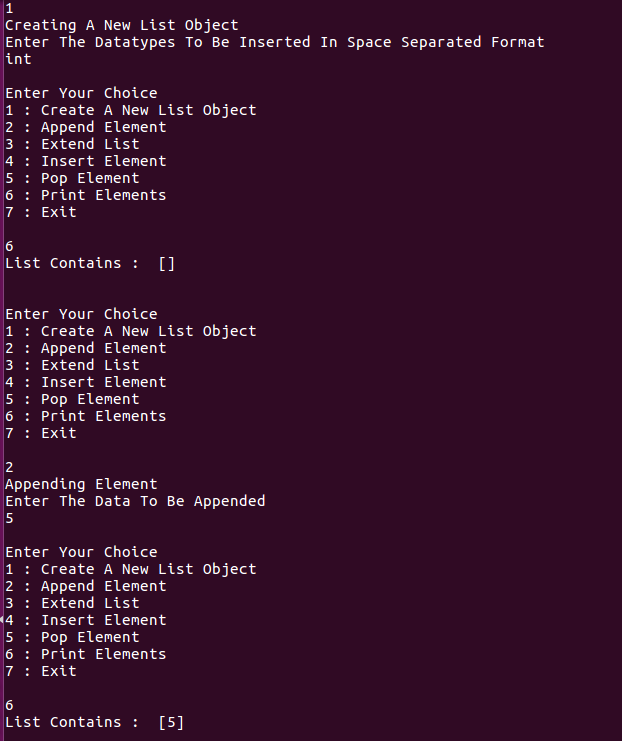 1
Creating A New List Object
Enter The Datatypes To Be Inserted In Space Separated Format
int
Enter Your Choice
1 : Create A New List Object
2 : Append Element
3 : Extend List
4 : Insert Element
5 : Pop Element
6 : Print Elements
7 : Exit
6
List Contains :  []
Enter Your Choice
1 : Create A New List Object
2 : Append Element
3 : Extend List
4 : Insert Element
5 : Pop Element
6 : Print Elements
7 : Exit
2
Appending Element
Enter The Data To Be Appended
5
Enter Your Choice
1 : Create A New List Object
2 : Append Element
3 : Extend List
4 : Insert Element
5 : Pop Element
6 : Print Elements
7 : Exit
6
List Contains :  [5]